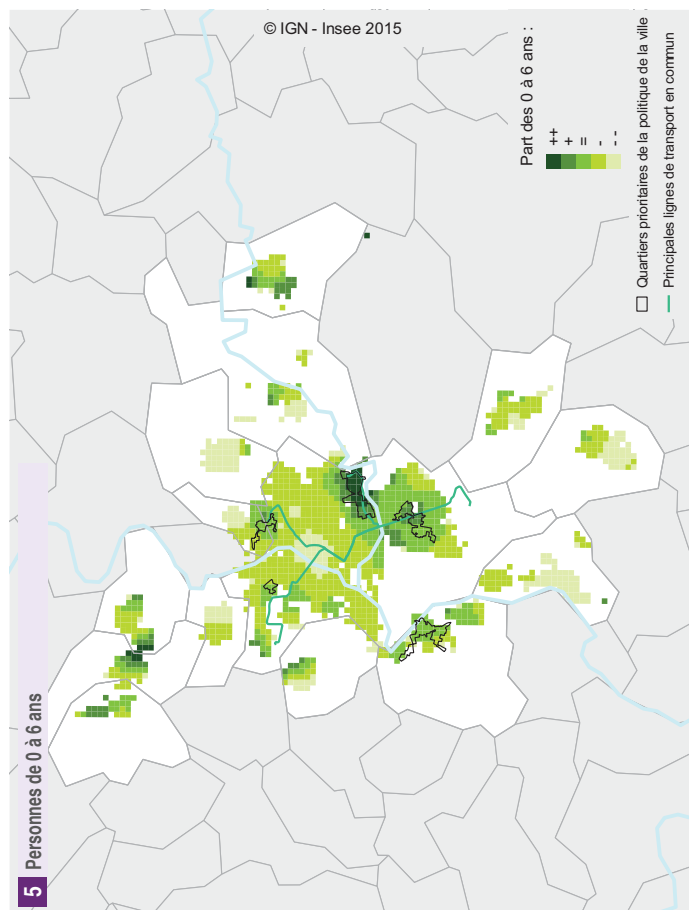 5 Personnes de 0 à 6 ans
© IGN - Insee 2015
Part des 0 à 6 ans :
++
+
=
-
--
Quartiers prioritaires de la politique de la ville
Principales lignes de transport en commun